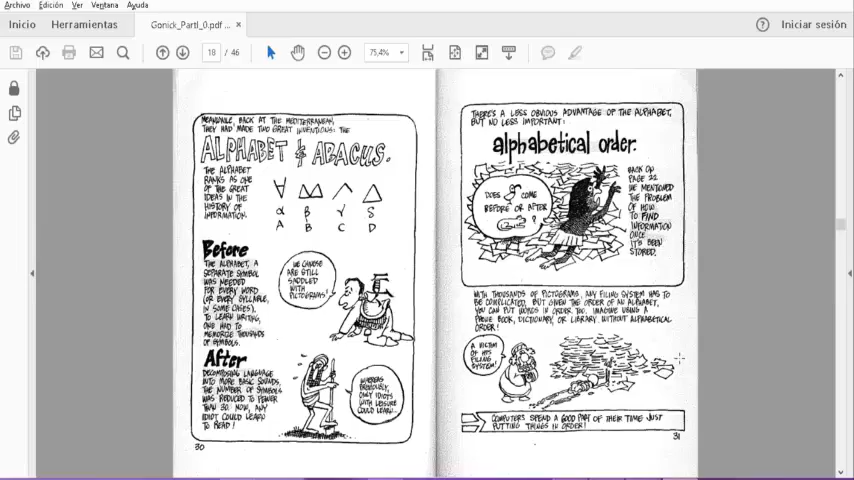 Archivo Edición Ver Ventana Ayuda
Inicio Herramientas Gonick_PartI_0.pdf ... × ? Iniciar sesión
18 / 46 75,4%
MEANWHILE, BACK AT THE MEDITERRANEAN,
THEY HAD MADE TWO GREAT INVENTIONS: THE
ALPHABET & ABACUS.
THE ALPHABET
RANKS AS ONE
OF THE GREAT
IDEAS IN THE
HISTORY OF
INFORMATION.
α β γ δ
A B C D
Before
THE ALPHABET, A
SEPARATE SYMBOL
WAS NEEDED
FOR EVERY WORD
(OR EVERY SYLLABLE,
IN SOME CASES).
TO LEARN WRITING,
ONE HAD TO
MEMORIZE THOUSANDS
OF SYMBOLS.
WE CHINESE
ARE STILL
SADDLED
WITH
PICTOGRAMS!
After
DECOMPOSING LANGUAGE
INTO MORE BASIC SOUNDS,
THE NUMBER OF SYMBOLS
WAS REDUCED TO FEWER
THAN 30. NOW, ANY
IDIOT COULD LEARN
TO READ!
WHEREAS
PREVIOUSLY,
ONLY IDIOTS
WITH LEISURE
COULD LEARN...
30
THERE'S A LESS OBVIOUS ADVANTAGE OF THE ALPHABET,
BUT NO LESS IMPORTANT:
alphabetical order.
DOES COME
BEFORE OR AFTER
?
BACK ON
PAGE 22
WE MENTIONED
THE PROBLEM
OF HOW
TO FIND
INFORMATION
ONCE
IT'S BEEN
STORED.
WITH THOUSANDS OF PICTOGRAMS, ANY FILING SYSTEM HAS TO
BE COMPLICATED, BUT GIVEN THE ORDER OF AN ALPHABET,
YOU CAN PUT WORDS IN ORDER TOO. IMAGINE USING A
PHONE BOOK, DICTIONARY, OR LIBRARY WITHOUT ALPHABETICAL
ORDER!
A VICTIM
OF HIS
FILING
SYSTEM!
COMPUTERS SPEND A GOOD PART OF THEIR TIME JUST
PUTTING THINGS IN ORDER!
31